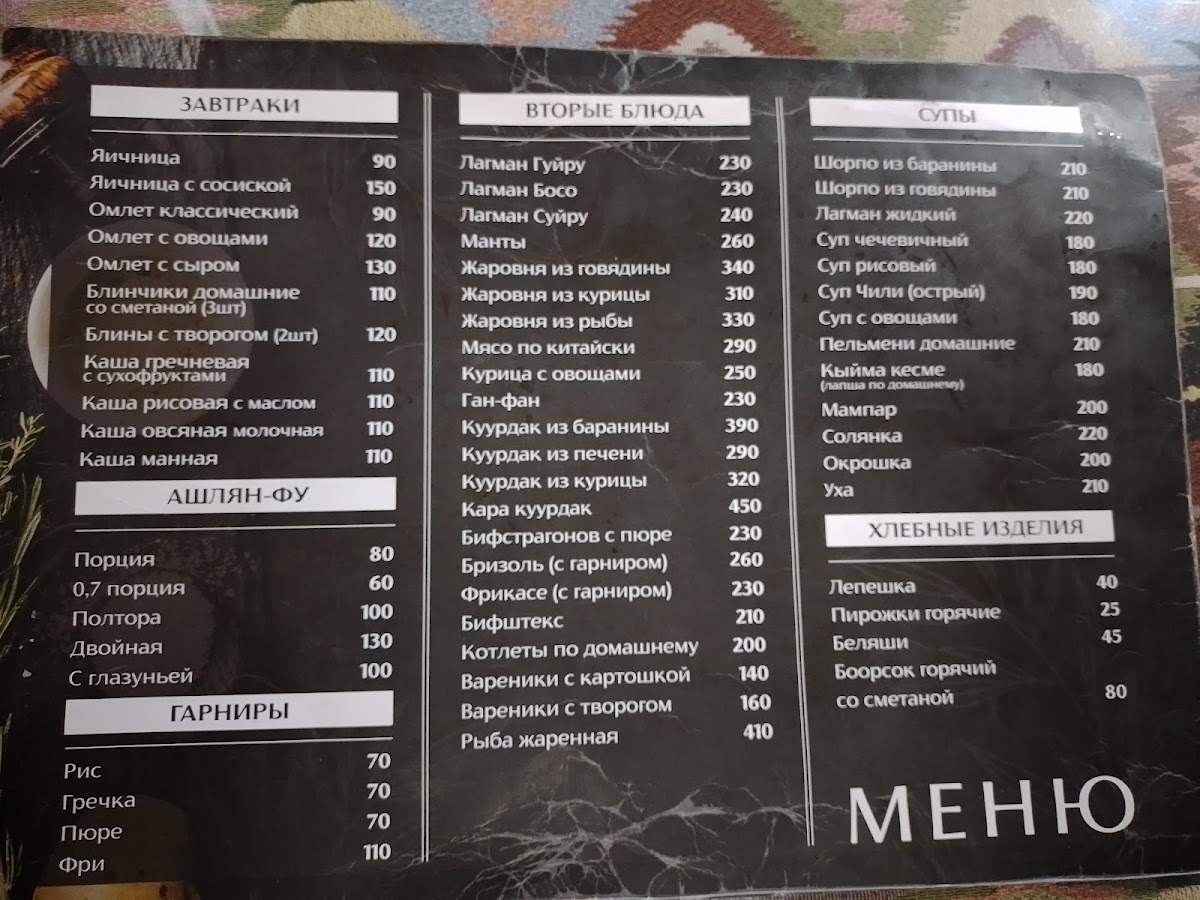 ЗАВТРАКИ
Яичница 90
Яичница с сосиской 150
Омлет классический 90
Омлет с овощами 120
Омлет с сыром 130
Блинчики домашние 110
со сметаной (3шт)
Блины с творогом (2шт) 120
Каша гречневая
с сухофруктами 110
Каша рисовая с маслом 110
Каша овсяная молочная 110
Каша манная 110
АШЛЯН-ФУ
Порция 80
0,7 порция 60
Полтора 100
Двойная 130
С глазуньей 100
ГАРНИРЫ
Рис 70
Гречка 70
Пюре 70
Фри 110
ВТОРЫЕ БЛЮДА
Лагман Гуйру 230
Лагман Босо 230
Лагман Суйру 240
Манты 260
Жаровня из говядины 340
Жаровня из курицы 310
Жаровня из рыбы 330
Мясо по китайски 290
Курица с овощами 250
Ган-фан 230
Куурдак из баранины 390
Куурдак из печени 290
Куурдак из курицы 320
Кара куурдак 450
Бифстрагонов с пюре 230
Бризоль (с гарниром) 260
Фрикасе (с гарниром) 230
Бифштекс 210
Котлеты по домашнему 200
Вареники с картошкой 140
Вареники с творогом 160
Рыба жаренная 410
СУПЫ
Шорпо из баранины 210
Шорпо из говядины 210
Лагман жидкий 220
Суп чечевичный 180
Суп рисовый 180
Суп Чили (острый) 190
Суп с овощами 180
Пельмени домашние 210
Кыйма кесме 180
(лапша по домашнему)
Мампар 200
Солянка 220
Окрошка 200
Уха 210
ХЛЕБНЫЕ ИЗДЕЛИЯ
Лепешка 40
Пирожки горячие 25
Беляши 45
Боорсок горячий
со сметаной 80
МЕНЮ